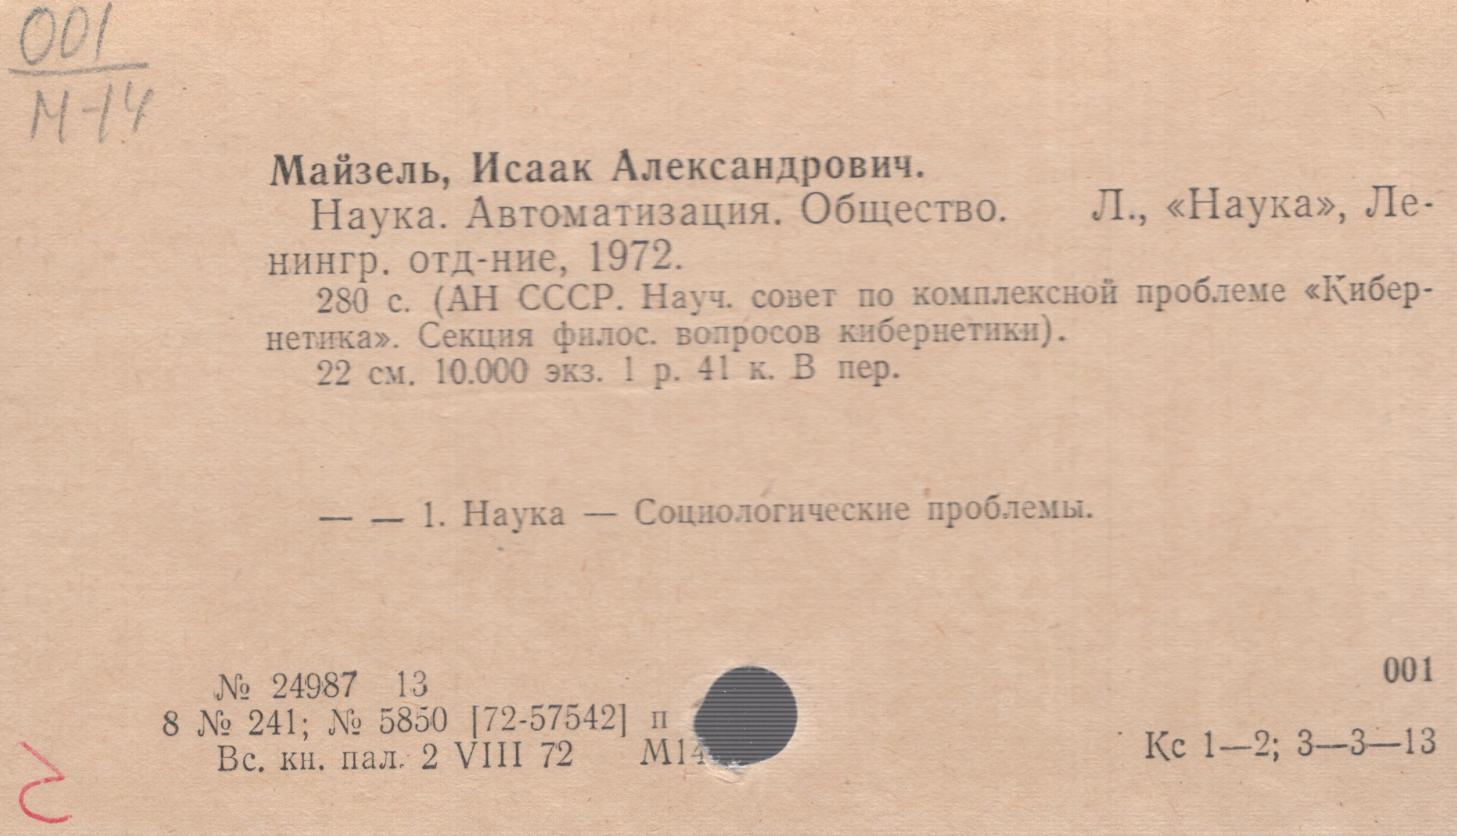 001
М-14
Майзель, Исаак Александрович.
Наука. Автоматизация. Общество. Л., «Наука», Ле-
нингр. отд-ние, 1972.
280 с. (АН СССР. Науч. совет по комплексной проблеме «Кибер-
нетика». Секция филос. вопросов кибернетики).
22 см. 10.000 экз. 1 р. 41 к. В пер.
— — 1. Наука — Социологические проблемы.
№ 24987 13
001
8 № 241; № 5850 [72-57542] п
Вс. кн. пал. 2 VIII 72 М14
Кс 1—2; 3—3—13